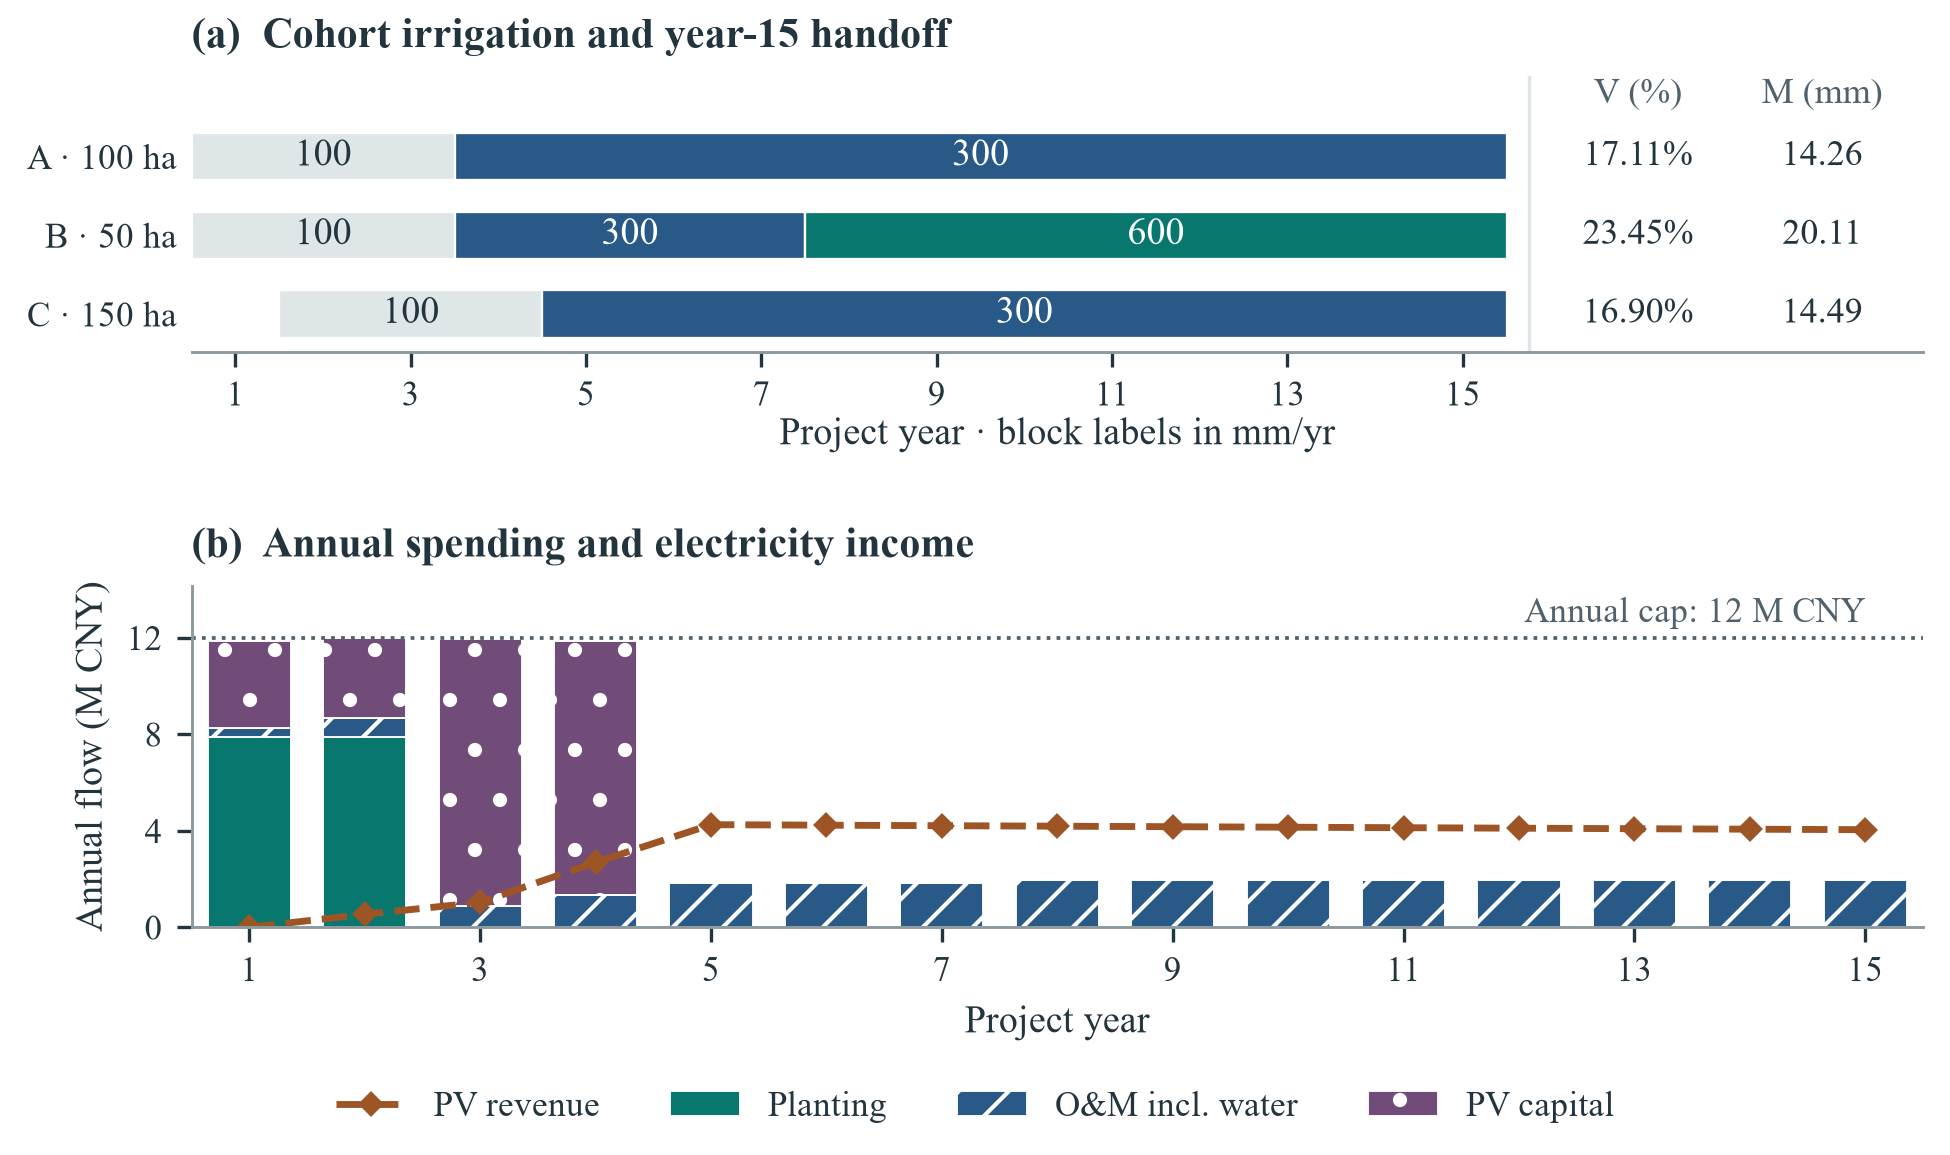 (a) Cohort irrigation and year-15 handoff
V (%) M (mm)
A · 100 ha 100 300 17.11% 14.26
B · 50 ha 100 300 600 23.45% 20.11
C · 150 ha 100 300 16.90% 14.49
1 3 5 7 9 11 13 15
Project year · block labels in mm/yr
(b) Annual spending and electricity income
Annual flow (M CNY)
Annual cap: 12 M CNY
12
8
4
0
1 3 5 7 9 11 13 15
Project year
PV revenue Planting O&M incl. water PV capital